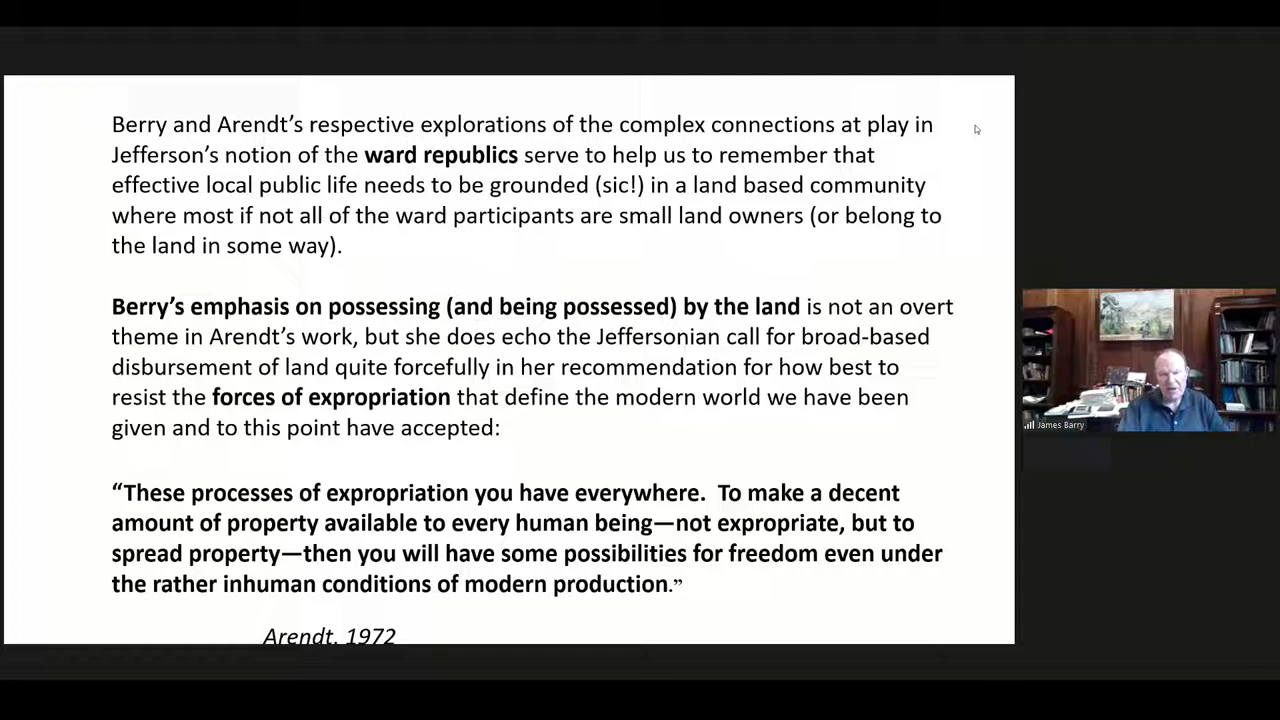 Berry and Arendt’s respective explorations of the complex connections at play in
Jefferson’s notion of the ward republics serve to help us to remember that
effective local public life needs to be grounded (sic!) in a land based community
where most if not all of the ward participants are small land owners (or belong to
the land in some way).
Berry’s emphasis on possessing (and being possessed) by the land is not an overt
theme in Arendt’s work, but she does echo the Jeffersonian call for broad-based
disbursement of land quite forcefully in her recommendation for how best to
resist the forces of expropriation that define the modern world we have been
given and to this point have accepted:
“These processes of expropriation you have everywhere.  To make a decent
amount of property available to every human being—not expropriate, but to
spread property—then you will have some possibilities for freedom even under
the rather inhuman conditions of modern production.”
Arendt, 1972
James Barry